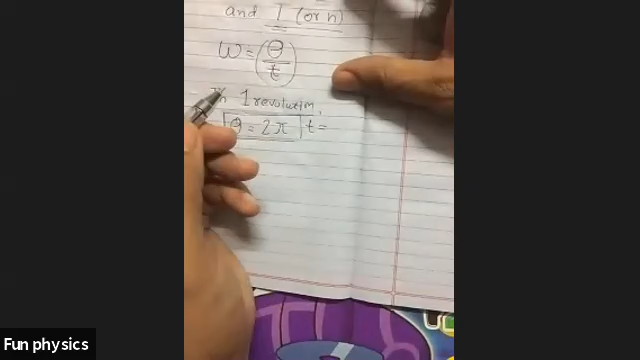 and T (or n)
ω = (θ/t)
In 1 revolution,
θ = 2π t =
Fun physics